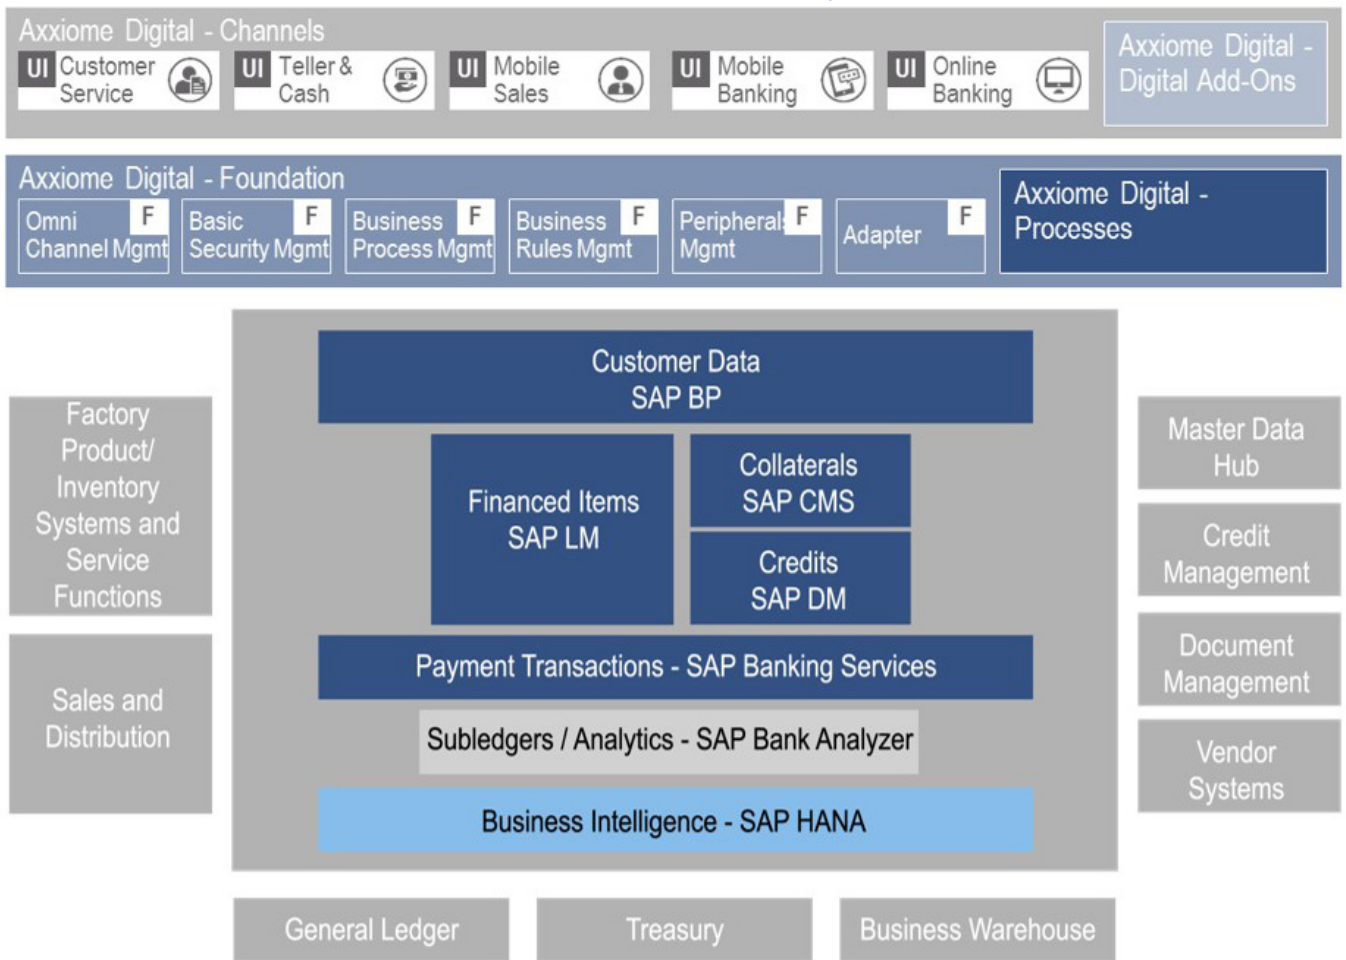 Axxiome Digital - Channels
UI Customer Service
UI Teller & Cash
UI Mobile Sales
UI Mobile Banking
UI Online Banking
Axxiome Digital -
Digital Add-Ons
Axxiome Digital - Foundation
Omni F
Channel Mgmt
Basic F
Security Mgmt
Business F
Process Mgmt
Business F
Rules Mgmt
Peripherals F
Mgmt
Adapter F
Axxiome Digital -
Processes
Customer Data
SAP BP
Financed Items
SAP LM
Collaterals
SAP CMS
Credits
SAP DM
Payment Transactions - SAP Banking Services
Subledgers / Analytics - SAP Bank Analyzer
Business Intelligence - SAP HANA
Factory
Product/
Inventory
Systems and
Service
Functions
Sales and
Distribution
Master Data
Hub
Credit
Management
Document
Management
Vendor
Systems
General Ledger
Treasury
Business Warehouse